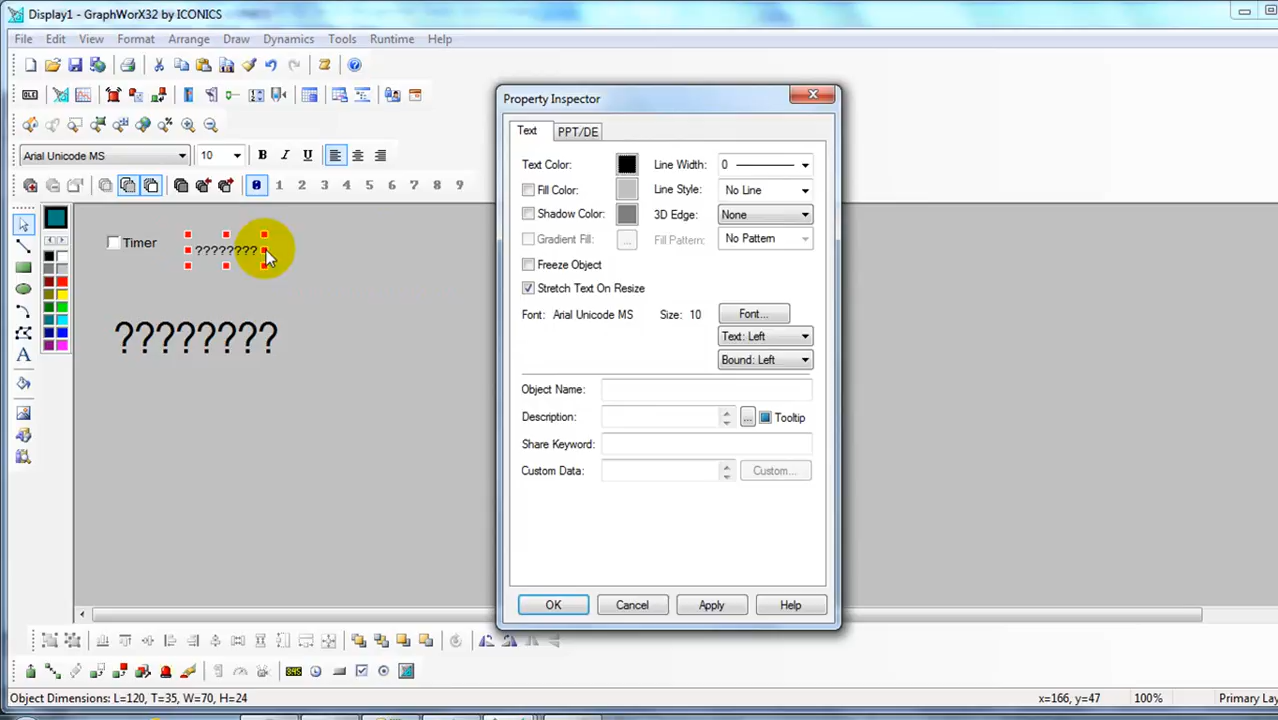 Display1 - GraphWorX32 by ICONICS
File Edit View Format Arrange Draw Dynamics Tools Runtime Help
Arial Unicode MS 10 B I U
0 1 2 3 4 5 6 7 8 9
Timer ????????
????????
A
Property Inspector
Text PPT/DE
Text Color: Line Width: 0
Fill Color: Line Style: No Line
Shadow Color: 3D Edge: None
Gradient Fill: ... Fill Pattern: No Pattern
Freeze Object
Stretch Text On Resize
Font: Arial Unicode MS Size: 10 Font...
Text: Left
Bound: Left
Object Name:
Description: ... Tooltip
Share Keyword:
Custom Data: Custom...
OK Cancel Apply Help
Object Dimensions: L=120, T=35, W=70, H=24 x=166, y=47 100% Primary Lay